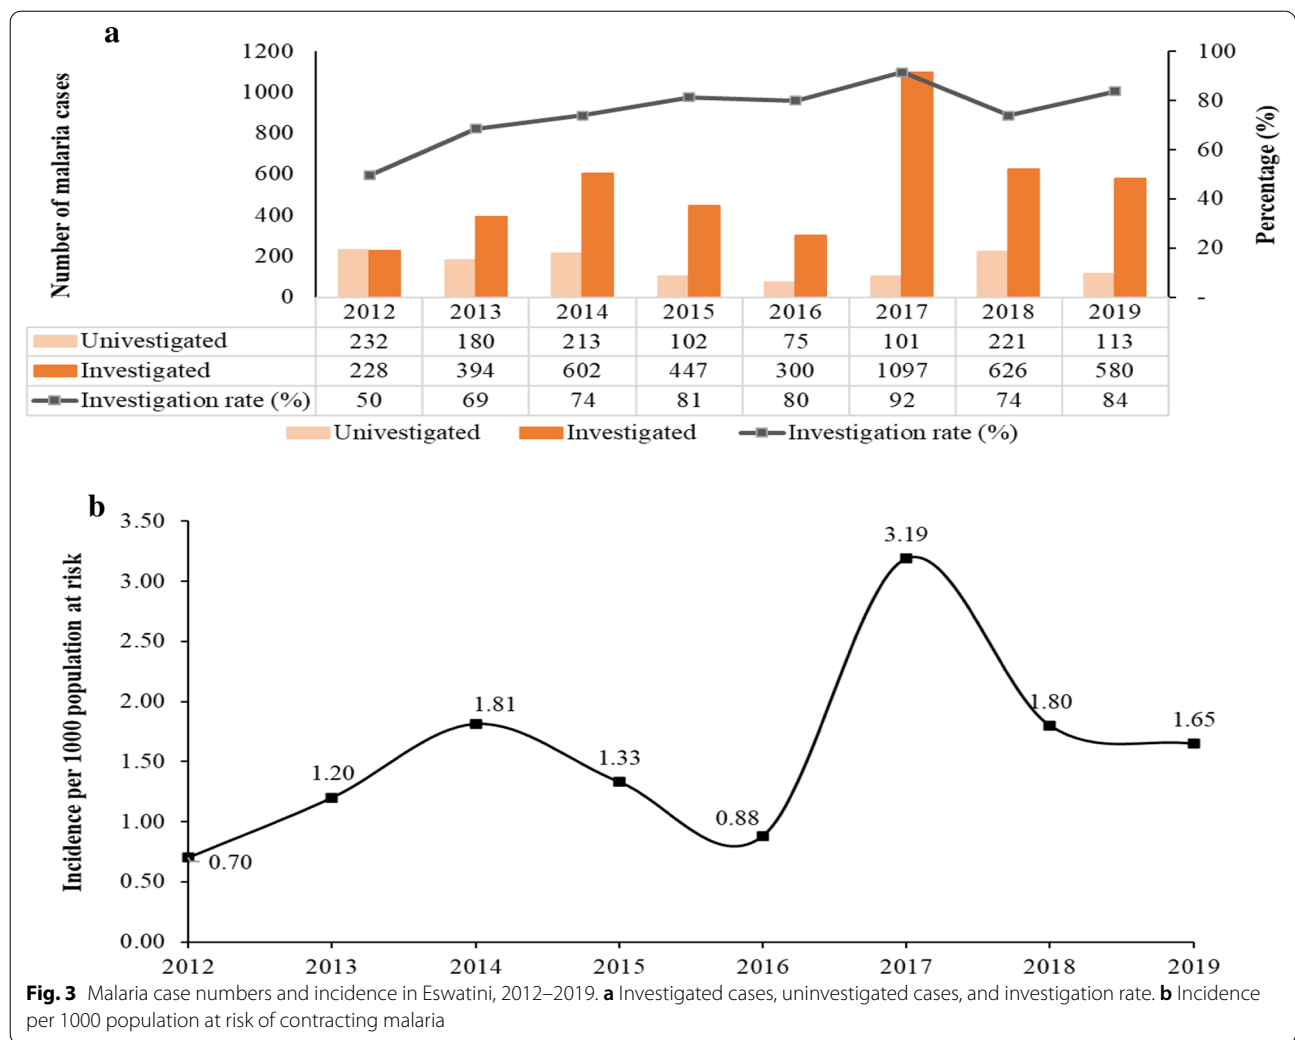 a
Number of malaria cases
1200
1000
800
600
400
200
0
100
80
60
40
20
-
Percentage (%)
2012 2013 2014 2015 2016 2017 2018 2019
Univestigated 232 180 213 102 75 101 221 113
Investigated 228 394 602 447 300 1097 626 580
Investigation rate (%) 50 69 74 81 80 92 74 84
Univestigated Investigated Investigation rate (%)
b
Incidence per 1000 population at risk
3.50
3.00
2.50
2.00
1.50
1.00
0.50
0.00
0.70
1.20
1.81
1.33
0.88
3.19
1.80
1.65
2012 2013 2014 2015 2016 2017 2018 2019
Fig. 3 Malaria case numbers and incidence in Eswatini, 2012–2019. a Investigated cases, uninvestigated cases, and investigation rate. b Incidence
per 1000 population at risk of contracting malaria